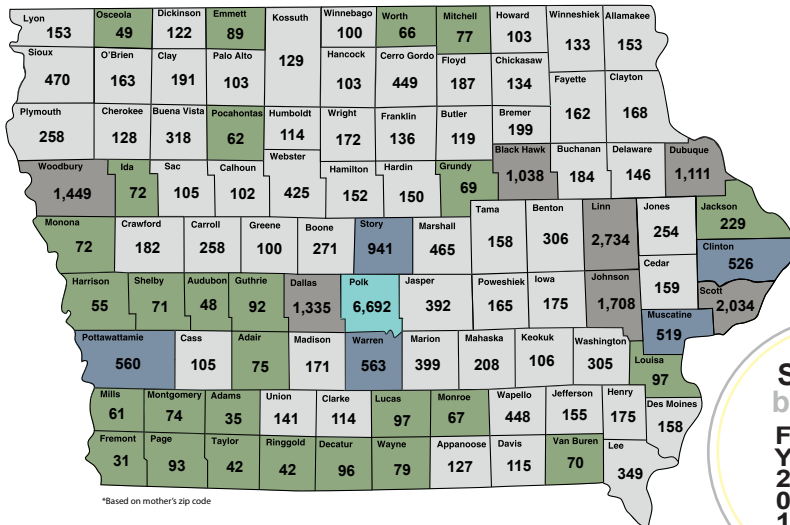 Lyon
153
Osceola
49
Dickinson
122
Emmett
89
Kossuth
129
Winnebago
100
Worth
66
Mitchell
77
Howard
103
Winneshiek
133
Allamakee
153
Sioux
470
O'Brien
163
Clay
191
Palo Alto
103
Hancock
103
Cerro Gordo
449
Floyd
187
Chickasaw
134
Fayette
162
Clayton
168
Plymouth
258
Cherokee
128
Buena Vista
318
Pocahontas
62
Humboldt
114
Wright
172
Franklin
136
Butler
119
Bremer
199
Woodbury
1,449
Ida
72
Sac
105
Calhoun
102
Webster
425
Hamilton
152
Hardin
150
Grundy
69
Black Hawk
1,038
Buchanan
184
Delaware
146
Dubuque
1,111
Monona
72
Crawford
182
Carroll
258
Greene
100
Boone
271
Story
941
Marshall
465
Tama
158
Benton
306
Linn
2,734
Jones
254
Jackson
229
Clinton
526
Cedar
159
Harrison
55
Shelby
71
Audubon
48
Guthrie
92
Dallas
1,335
Polk
6,692
Jasper
392
Poweshiek
165
Iowa
175
Johnson
1,708
Scott
2,034
Muscatine
519
Pottawattamie
560
Cass
105
Adair
75
Madison
171
Warren
563
Marion
399
Mahaska
208
Keokuk
106
Washington
305
Louisa
97
Mills
61
Montgomery
74
Adams
35
Union
141
Clarke
114
Lucas
97
Monroe
67
Wapello
448
Jefferson
155
Henry
175
Des Moines
158
Fremont
31
Page
93
Taylor
42
Ringgold
42
Decatur
96
Wayne
79
Appanoose
127
Davis
115
Van Buren
70
Lee
349
*Based on mother's zip code
S
b
F
Y
2
0
1